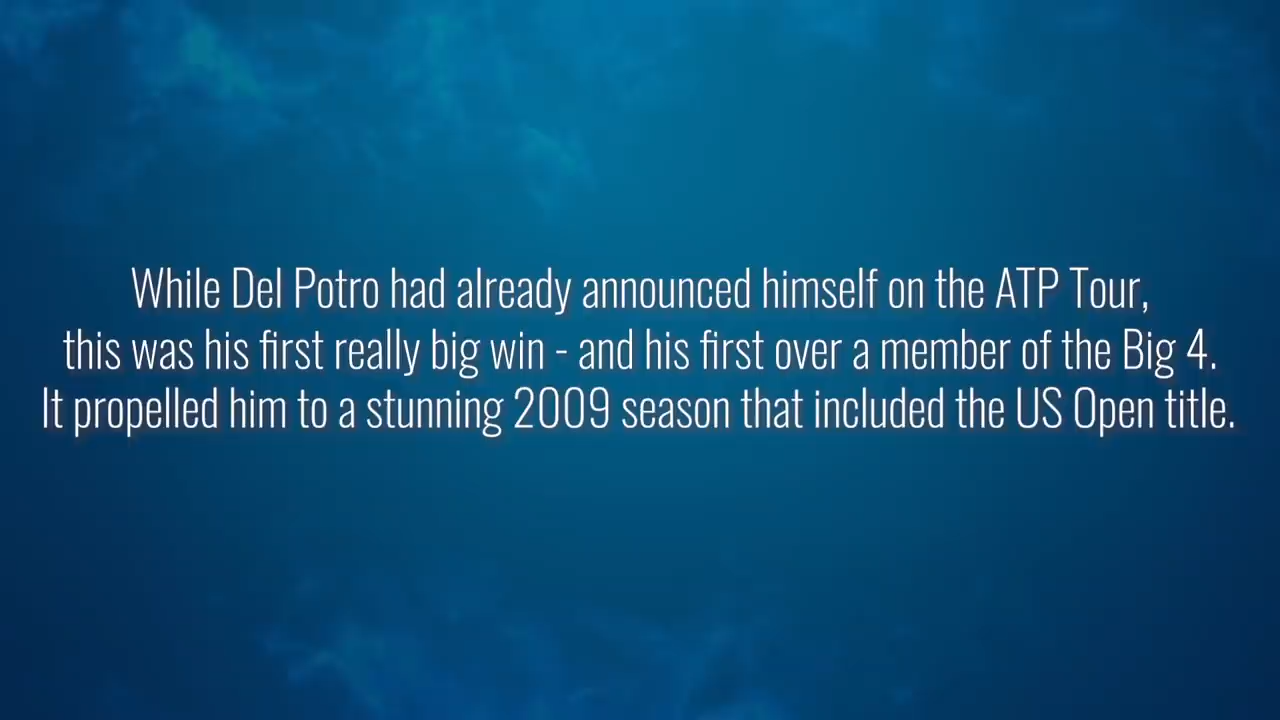 While Del Potro had already announced himself on the ATP Tour,
this was his first really big win - and his first over a member of the Big 4.
It propelled him to a stunning 2009 season that included the US Open title.